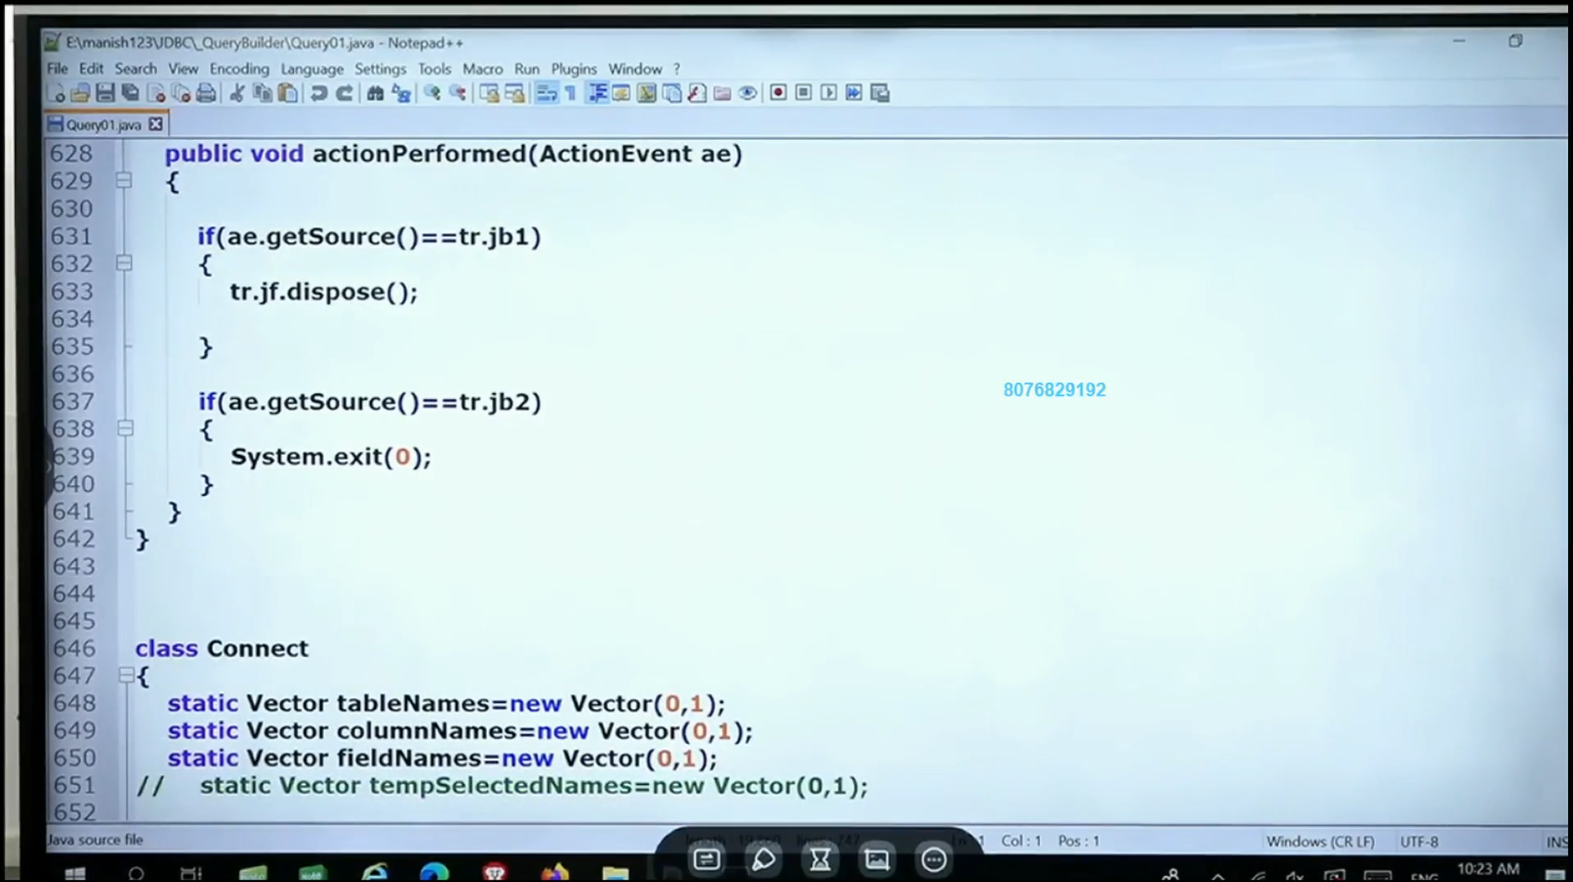 E:\manish123\JDBC\_QueryBuilder\Query01.java - Notepad++
File Edit Search View Encoding Language Settings Tools Macro Run Plugins Window ?
Query01.java
628 public void actionPerformed(ActionEvent ae)
629 {
630
631 if(ae.getSource()==tr.jb1)
632 {
633 tr.jf.dispose();
634
635 }
636
637 if(ae.getSource()==tr.jb2)
638 {
639 System.exit(0);
640 }
641 }
642 }
643
644
645
646 class Connect
647 {
648 static Vector tableNames=new Vector(0,1);
649 static Vector columnNames=new Vector(0,1);
650 static Vector fieldNames=new Vector(0,1);
651 // static Vector tempSelectedNames=new Vector(0,1);
652
8076829192
Java source file Col : 1 Pos : 1 Windows (CR LF) UTF-8 INS
ENG 10:23 AM